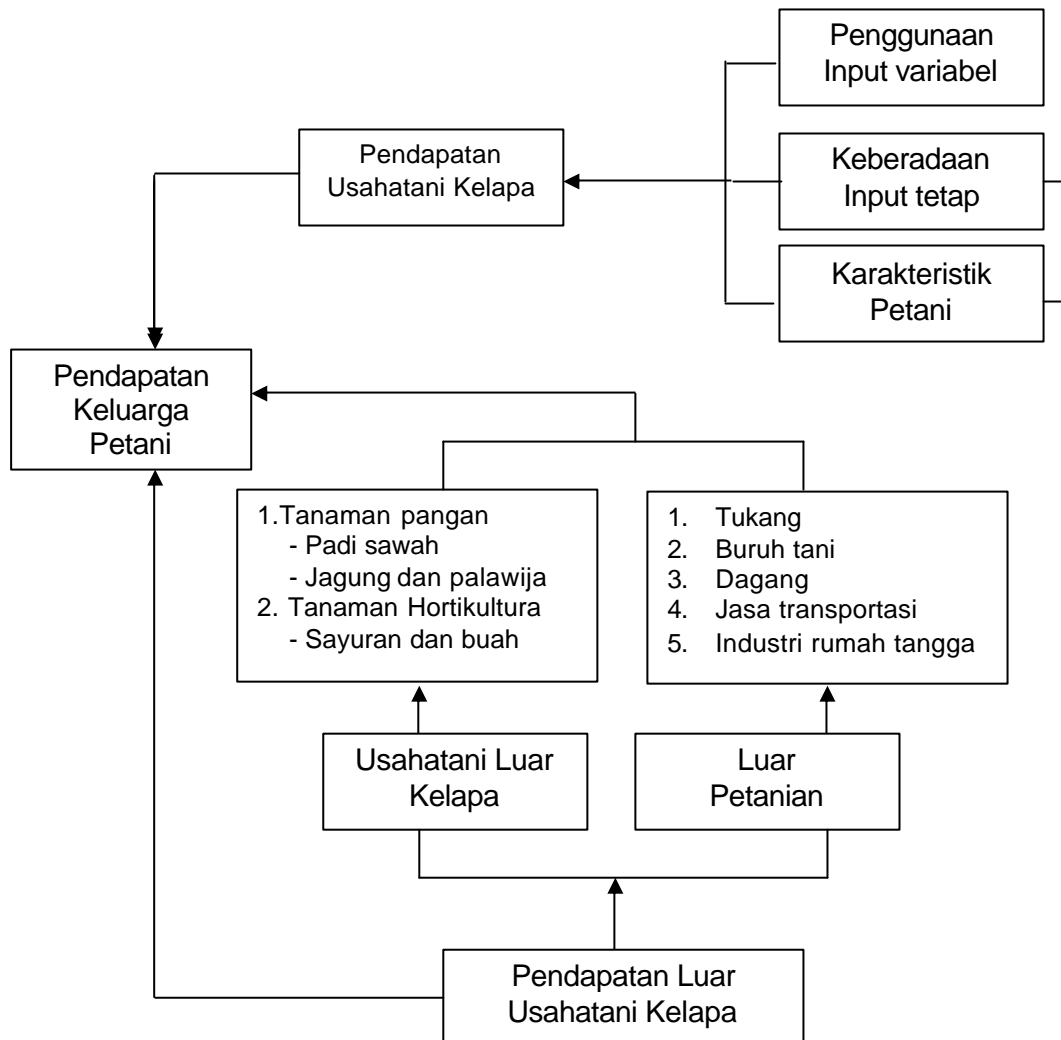 Penggunaan
Input variabel
Pendapatan
Usahatani Kelapa
Keberadaan
Input tetap
Karakteristik
Petani
Pendapatan
Keluarga
Petani
1.Tanaman pangan
- Padi sawah
- Jagung dan palawija
2. Tanaman Hortikultura
- Sayuran dan buah
1. Tukang
2. Buruh tani
3. Dagang
4. Jasa transportasi
5. Industri rumah tangga
Usahatani Luar
Kelapa
Luar
Petanian
Pendapatan Luar
Usahatani Kelapa